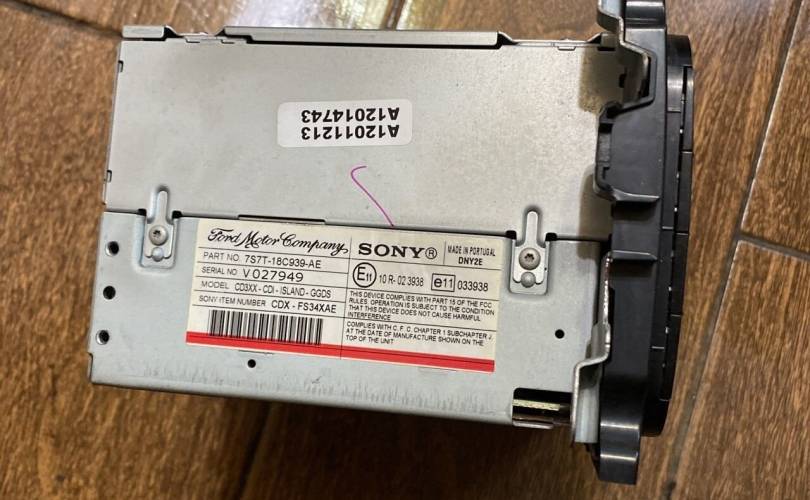 A12011213
A12014743
Ford Motor Company
PART NO. 7S7T-18C939-AE
SERIAL NO V 027949
MODEL CD3XX - CDI - ISLAND - GGDS
SONY ITEM NUMBER CDX - FS34XAE
SONY®
MADE IN PORTUGAL
DNY2E
E11 10 R- 02 3938
e11 033938
THIS DEVICE COMPLIES WITH PART 15 OF THE FCC
RULES. OPERATION IS SUBJECT TO THE CONDITION
THAT THIS DEVICE DOES NOT CAUSE HARMFUL
INTERFERENCE
COMPLIES WITH C. F. C. CHAPTER 1 SUBCHAPTER J.
AT THE DATE OF MANUFACTURE SHOWN ON THE
TOP OF THE UNIT